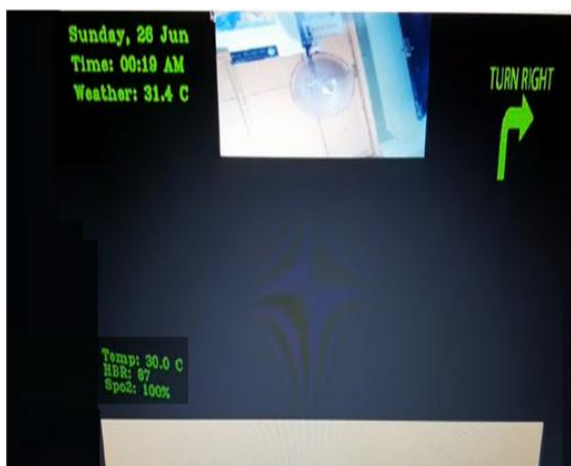 Sunday, 26 Jun
Time: 00:19 AM
Weather: 31.4 C
TURN RIGHT
Temp: 30.0 C
HBR: 87
Spo2: 100%